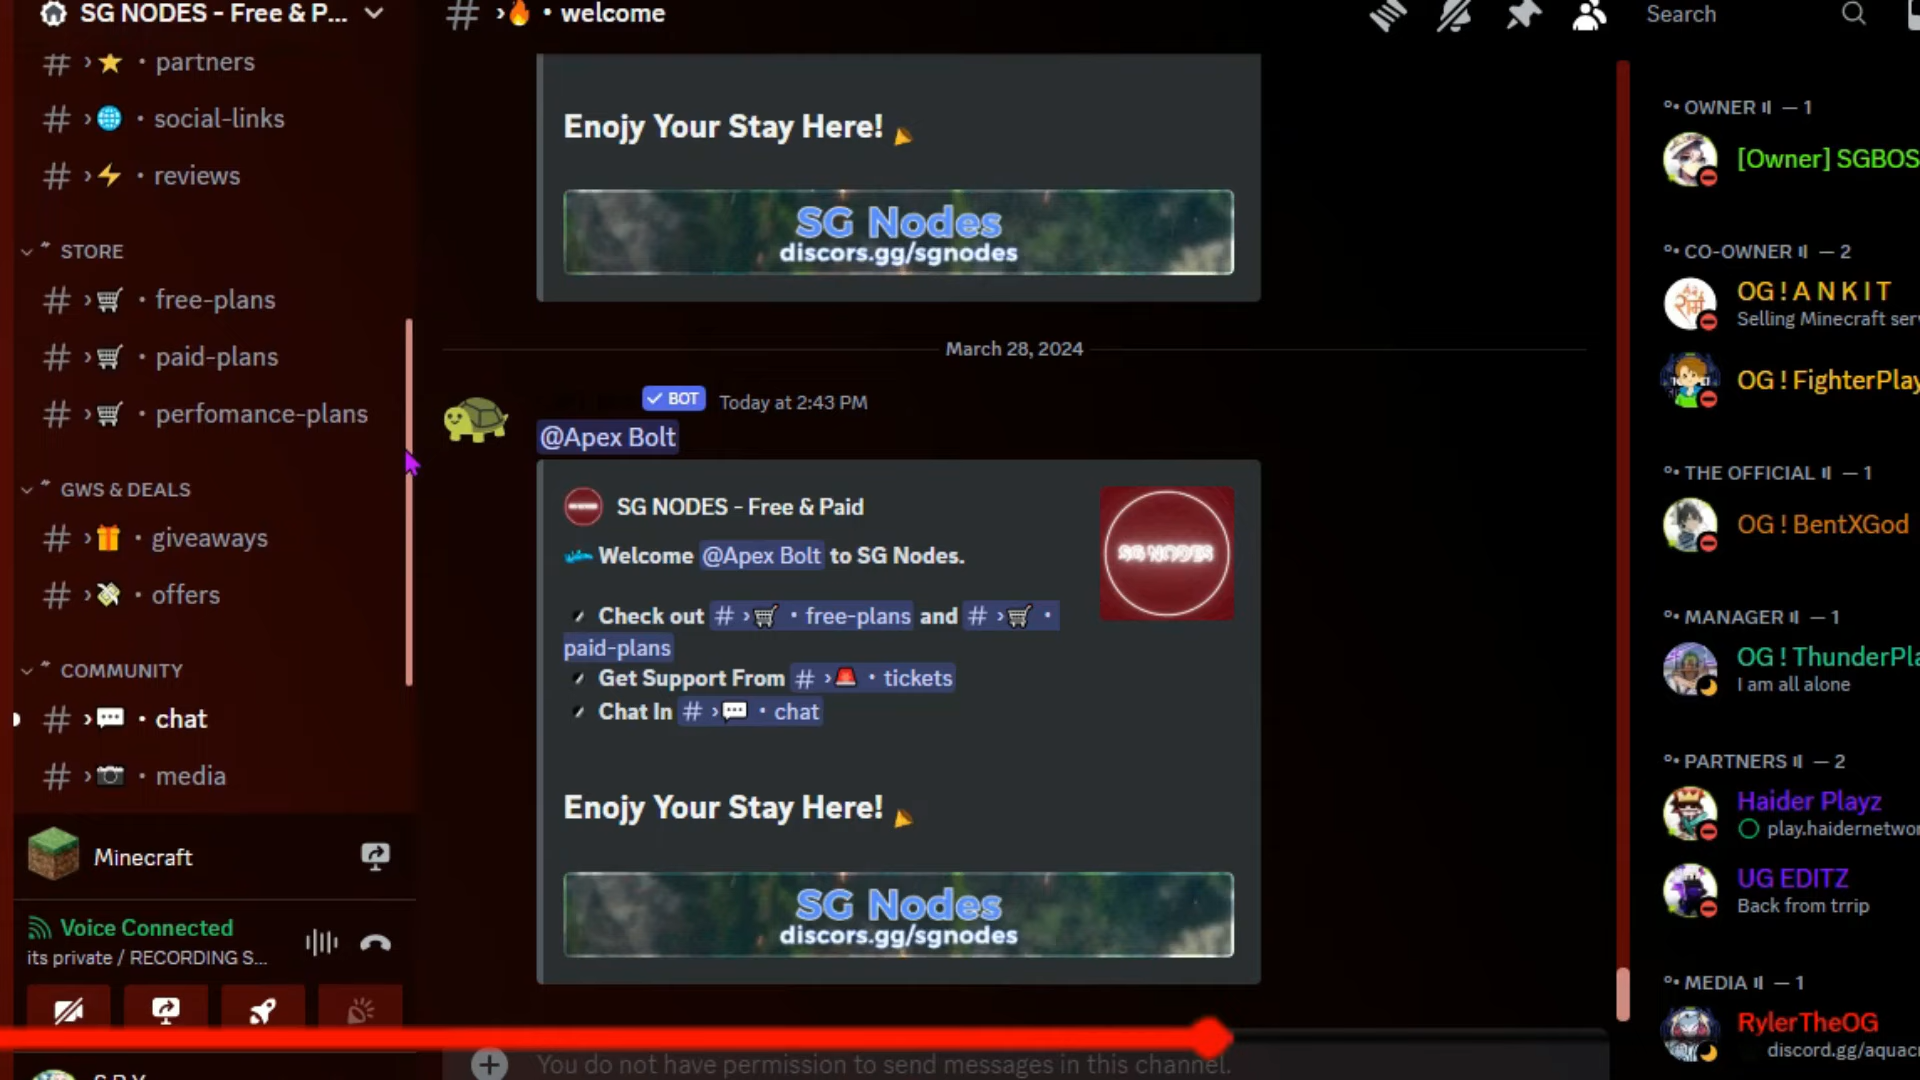 SG NODES - Free & P...
# ›🔥 • welcome
Search
# ›⭐ • partners
# ›🌐 • social-links
# ›⚡ • reviews
STORE
# ›🛒 • free-plans
# ›🛒 • paid-plans
# ›🛒 • perfomance-plans
GWS & DEALS
# ›🎁 • giveaways
# ›💸 • offers
COMMUNITY
# ›💬 • chat
# ›📷 • media
Minecraft
Voice Connected
its private / RECORDING S...
Enojy Your Stay Here!
SG Nodes
discors.gg/sgnodes
March 28, 2024
✓ BOT Today at 2:43 PM
@Apex Bolt
SG NODES - Free & Paid
SG NODES
Welcome @Apex Bolt to SG Nodes.
Check out # ›🛒 • free-plans and # ›🛒 •
paid-plans
Get Support From # ›🚨 • tickets
Chat In # ›💬 • chat
Enojy Your Stay Here!
SG Nodes
discors.gg/sgnodes
You do not have permission to send messages in this channel.
OWNER — 1
[Owner] SGBOS
CO-OWNER — 2
OG ! A N K I T
Selling Minecraft ser
OG ! FighterPlay
THE OFFICIAL — 1
OG ! BentXGod
MANAGER — 1
OG ! ThunderPla
I am all alone
PARTNERS — 2
Haider Playz
play.haidernetwor
UG EDITZ
Back from trrip
MEDIA — 1
RylerTheOG
discord.gg/aquacr